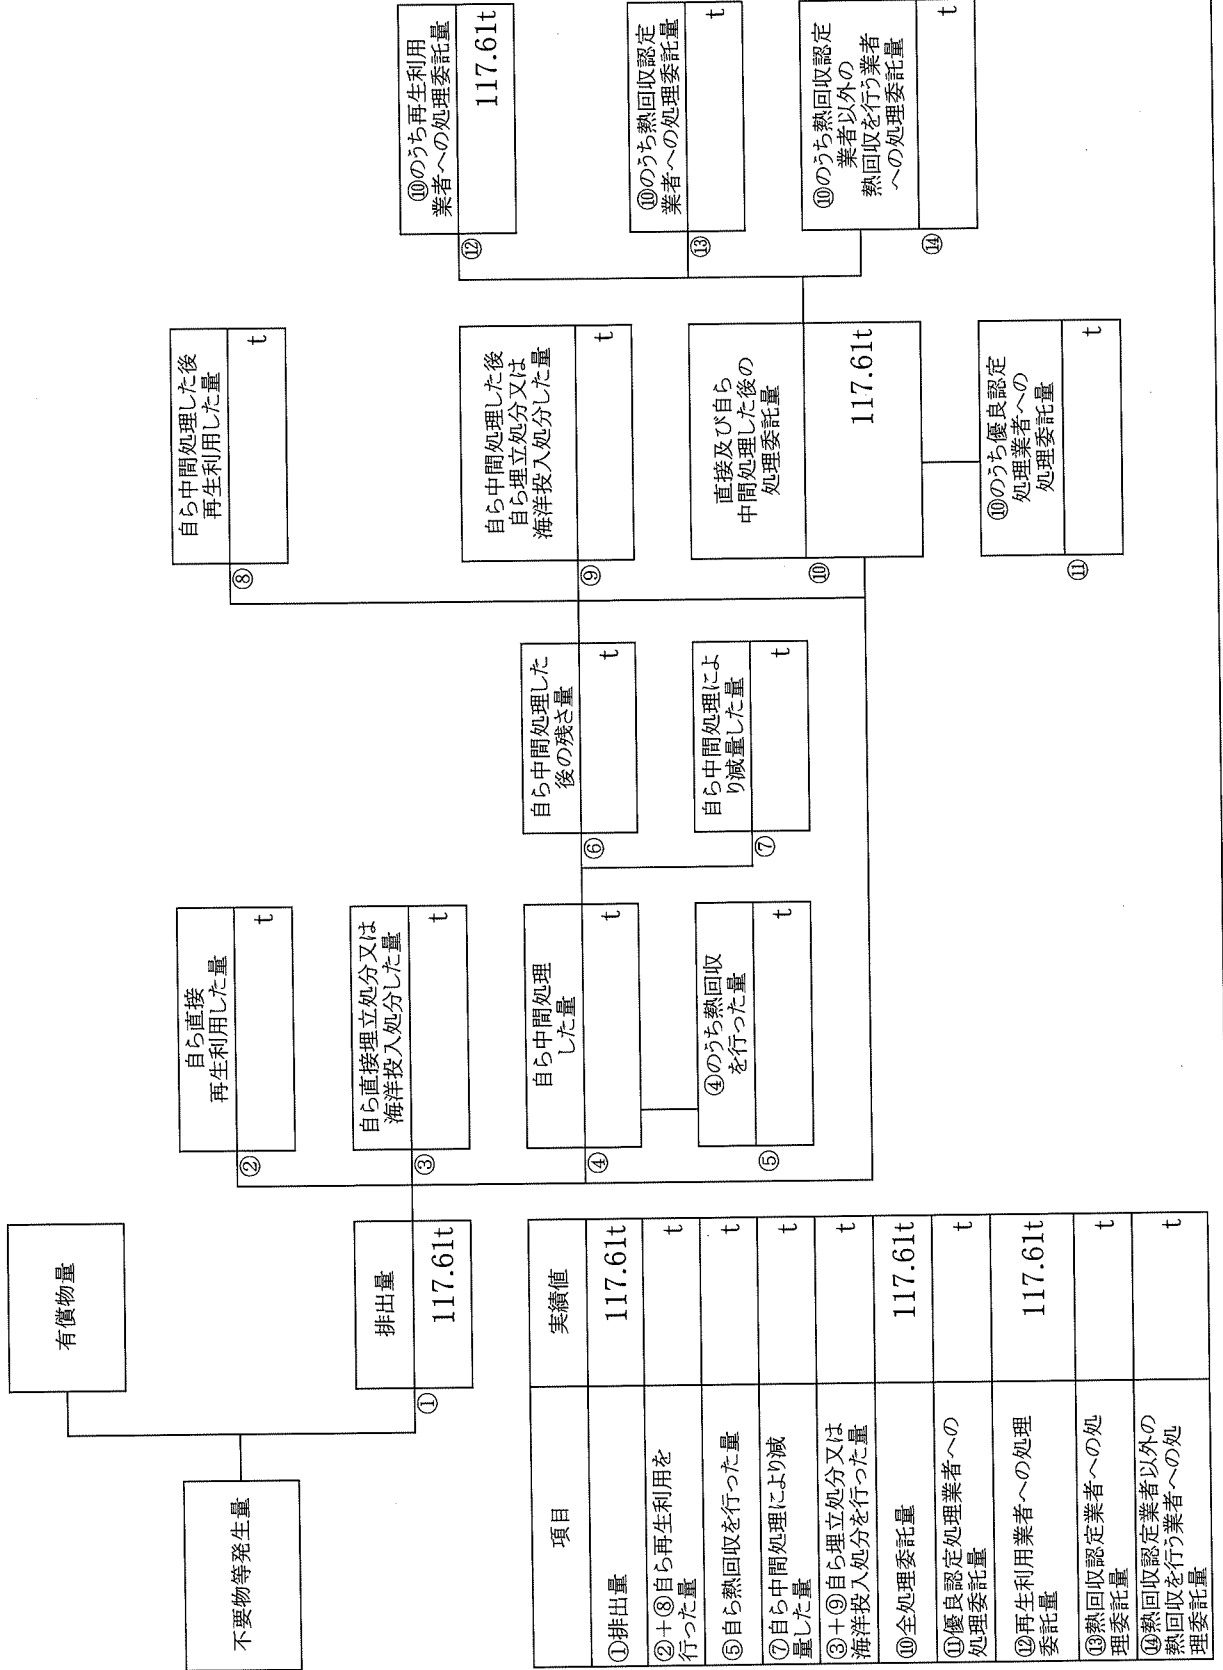 不要物等発生量
有償物量
排出量
① 117.61t
自ら直接
再生利用した量
② t
自ら直接埋立処分又は
海洋投入処分した量
③ t
自ら中間処理
した量
④ t
④のうち熱回収
を行った量
⑤ t
自ら中間処理した
後の残さ量
⑥ t
自ら中間処理によ
り減量した量
⑦ t
自ら中間処理した後
再生利用した量
⑧ t
自ら中間処理した後
自ら埋立処分又は
海洋投入処分した量
⑨ t
直接及び自ら
中間処理した後の
処理委託量
⑩ 117.61t
⑩のうち優良認定
処理業者への
処理委託量
⑪ t
⑩のうち再生利用
業者への処理委託量
⑫ 117.61t
⑩のうち熱回収認定
業者への処理委託量
⑬ t
⑩のうち熱回収認定
業者以外の
熱回収を行う業者
への処理委託量
⑭ t
項目 実績値
①排出量 117.61t
②+⑧自ら再生利用を
行った量 t
⑤自ら熱回収を行った量 t
⑦自ら中間処理により減
量した量 t
③+⑨自ら埋立処分又は
海洋投入処分を行った量 t
⑩全処理委託量 117.61t
⑪優良認定処理業者への
処理委託量 t
⑫再生利用業者への処理
委託量 117.61t
⑬熱回収認定業者への処
理委託量 t
⑭熱回収認定業者以外の
熱回収を行う業者への処
理委託量 t